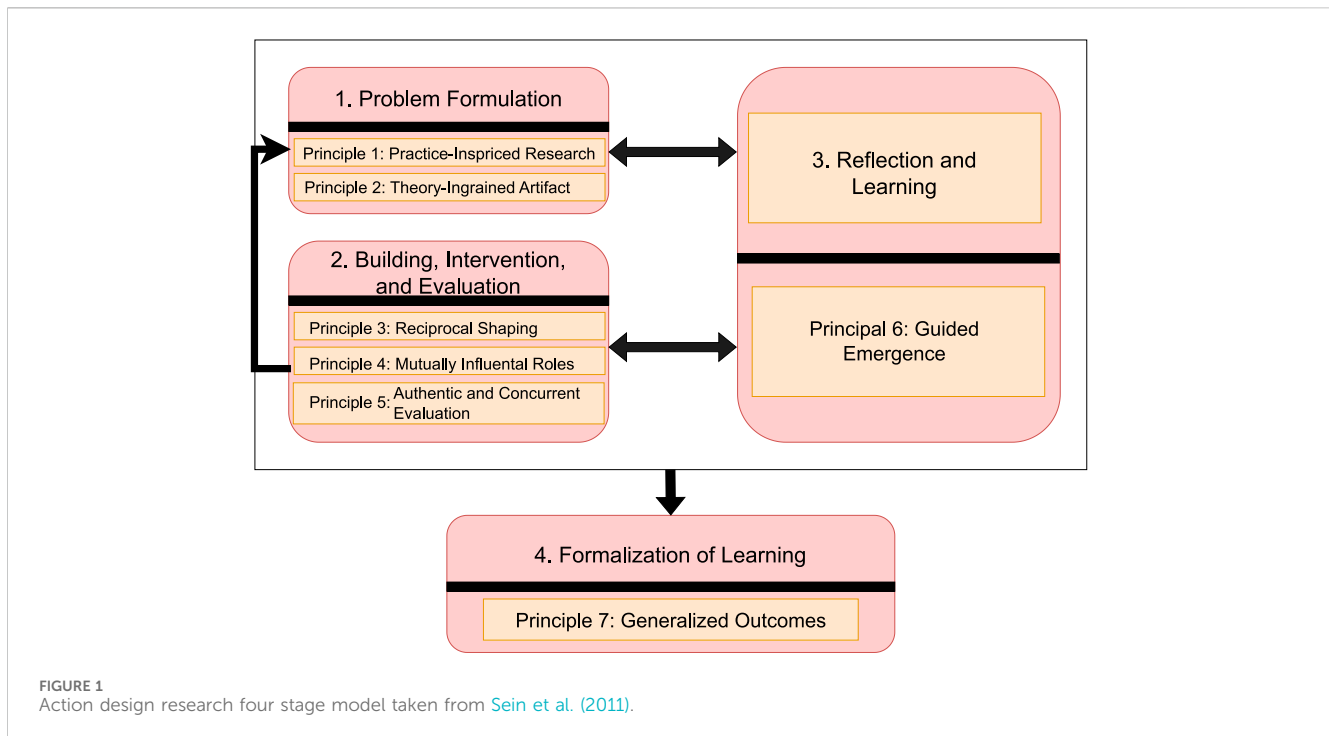 1. Problem Formulation
Principle 1: Practice-Inspriced Research
Principle 2: Theory-Ingrained Artifact
2. Building, Intervention,
and Evaluation
Principle 3: Reciprocal Shaping
Principle 4: Mutually Influental Roles
Principle 5: Authentic and Concurrent
Evaluation
3. Reflection and
Learning
Principal 6: Guided
Emergence
4. Formalization of Learning
Principle 7: Generalized Outcomes
FIGURE 1
Action design research four stage model taken from Sein et al. (2011).